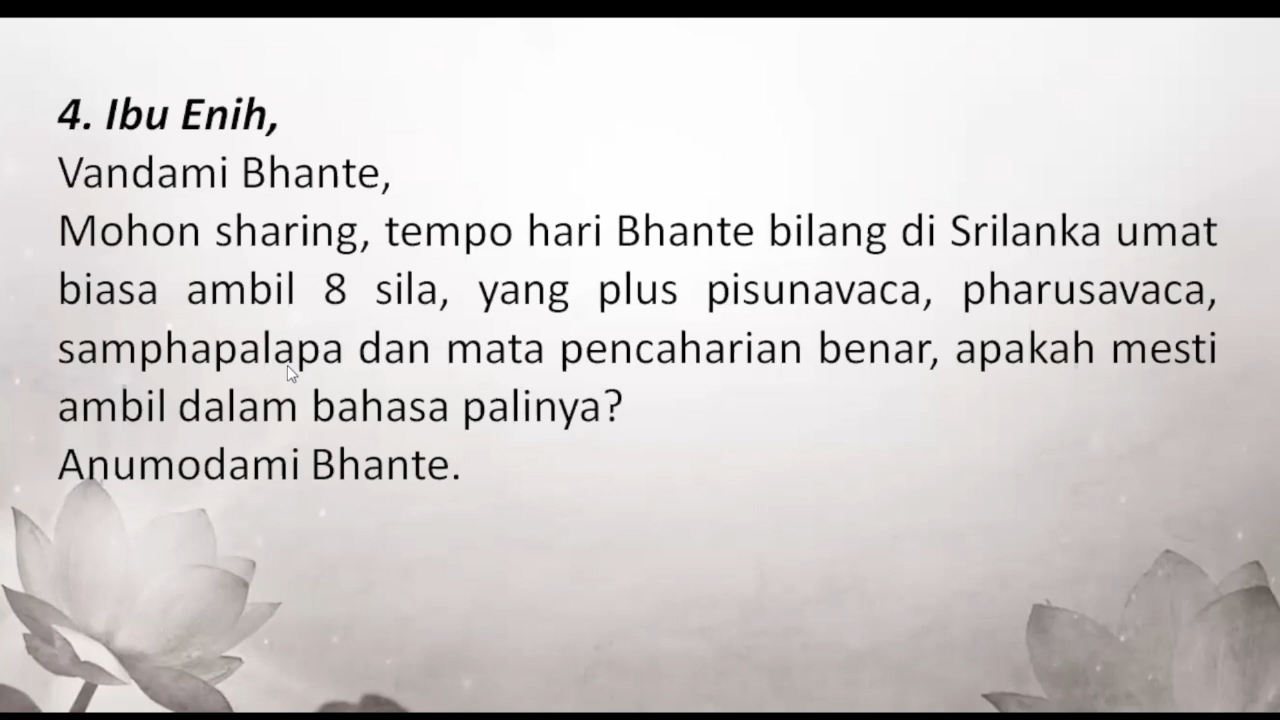 4. Ibu Enih,
Vandami Bhante,
Mohon sharing, tempo hari Bhante bilang di Srilanka umat
biasa ambil 8 sila, yang plus pisunavaca, pharusavaca,
samphapalapa dan mata pencaharian benar, apakah mesti
ambil dalam bahasa palinya?
Anumodami Bhante.